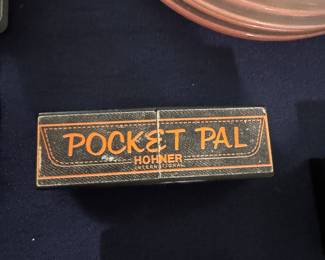 POCKET PAL
HOHNER
INTERNATIONAL